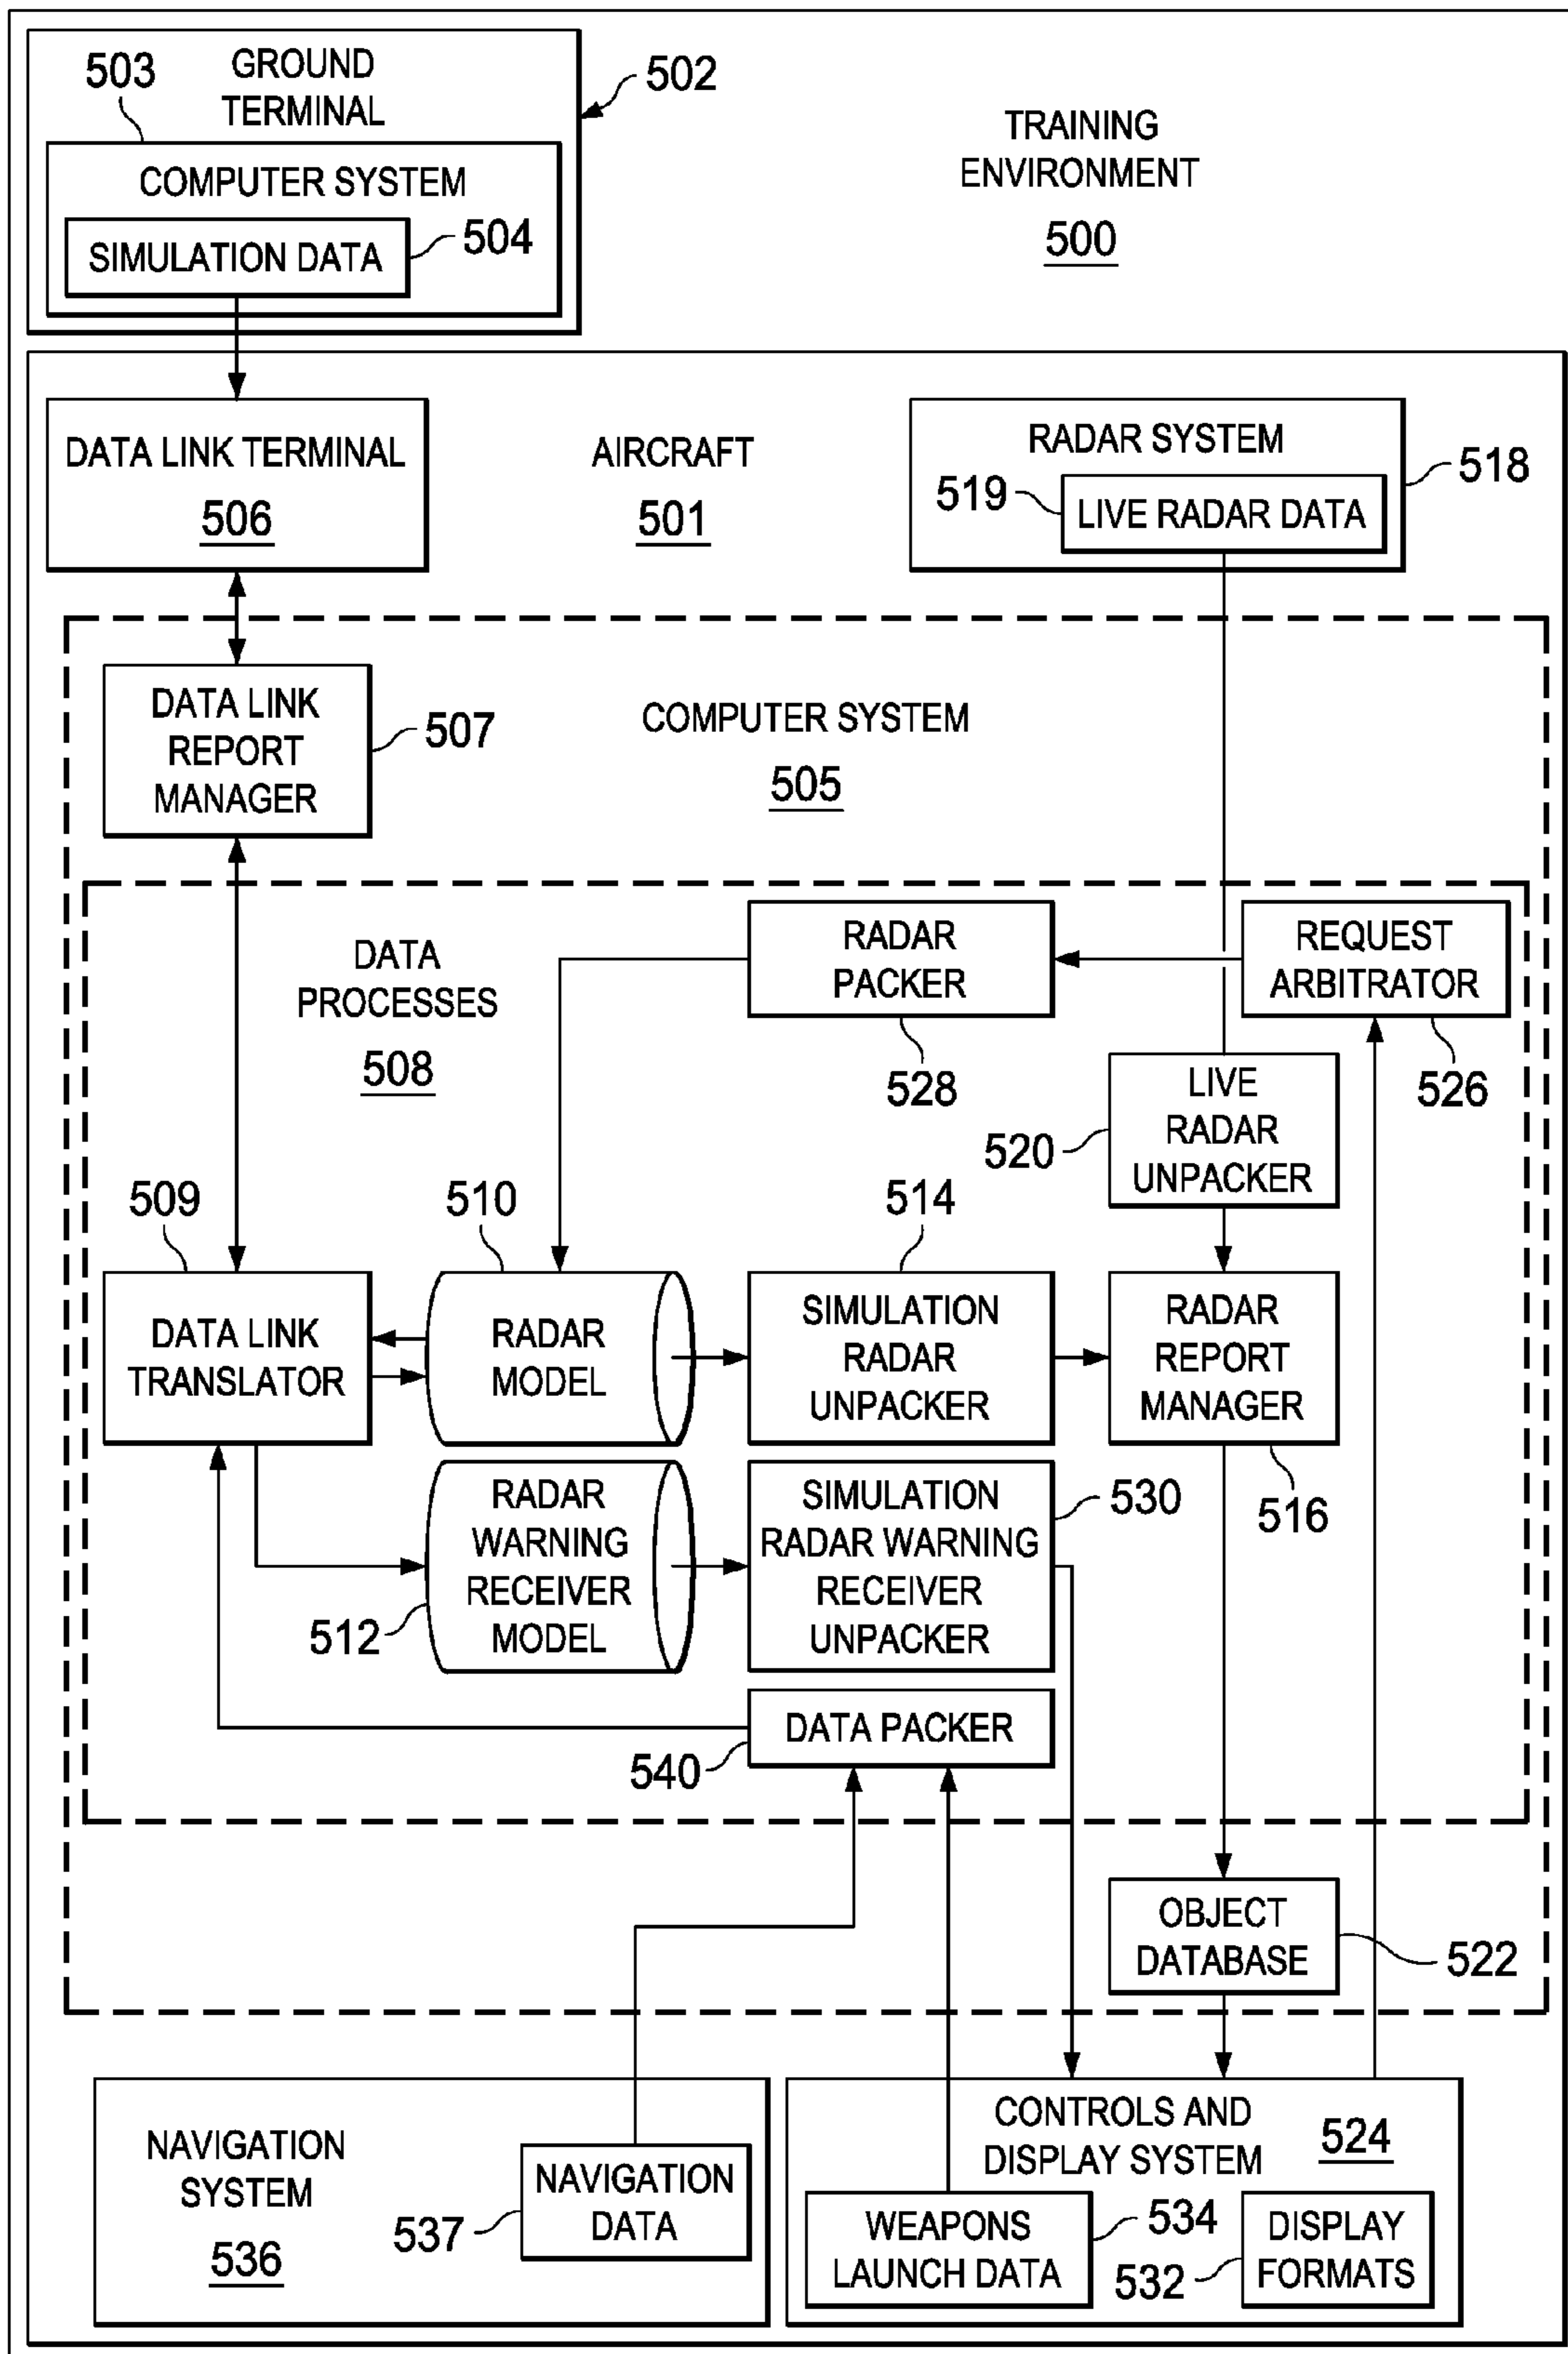 503
GROUND
TERMINAL
502
COMPUTER SYSTEM
SIMULATION DATA
504
TRAINING
ENVIRONMENT
500
DATA LINK TERMINAL
506
AIRCRAFT
501
RADAR SYSTEM
518
519
LIVE RADAR DATA
DATA LINK
REPORT
MANAGER
507
COMPUTER SYSTEM
505
DATA
PROCESSES
508
RADAR
PACKER
528
REQUEST
ARBITRATOR
526
LIVE
RADAR
UNPACKER
520
509
DATA LINK
TRANSLATOR
510
RADAR
MODEL
514
SIMULATION
RADAR
UNPACKER
RADAR
REPORT
MANAGER
516
RADAR
WARNING
RECEIVER
MODEL
512
SIMULATION
RADAR WARNING
RECEIVER
UNPACKER
530
DATA PACKER
540
OBJECT
DATABASE
522
NAVIGATION
SYSTEM
536
NAVIGATION
DATA
537
CONTROLS AND
DISPLAY SYSTEM
524
WEAPONS
LAUNCH DATA
534
532
DISPLAY
FORMATS